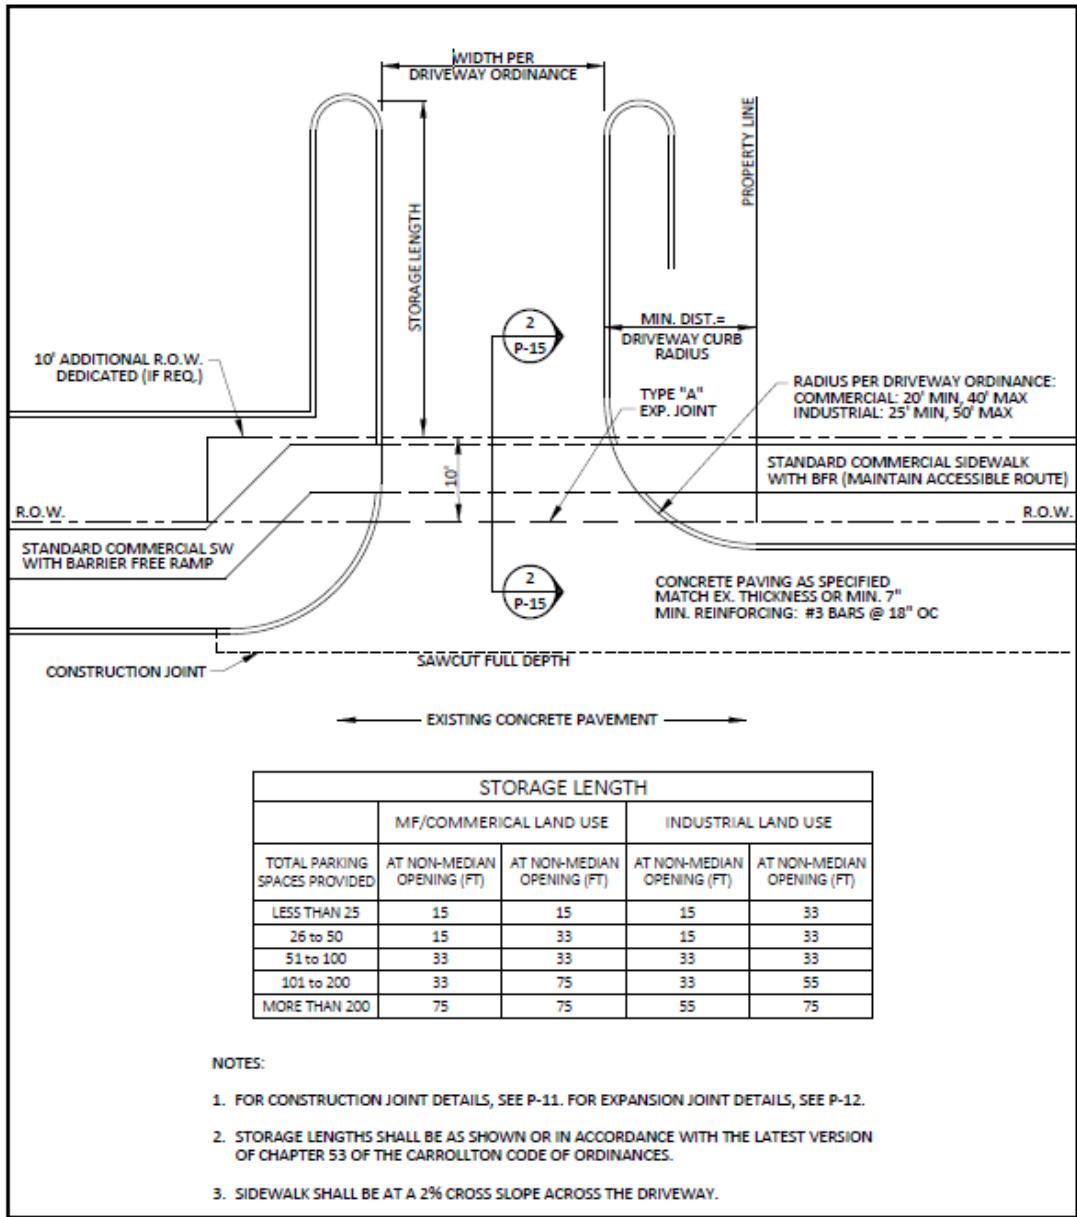 WIDTH PER
DRIVEWAY ORDINANCE
PROPERTY LINE
STORAGE LENGTH
2
P-15
MIN. DIST.=
DRIVEWAY CURB
RADIUS
10' ADDITIONAL R.O.W.
DEDICATED (IF REQ.)
TYPE "A"
EXP. JOINT
RADIUS PER DRIVEWAY ORDINANCE:
COMMERCIAL: 20' MIN, 40' MAX
INDUSTRIAL: 25' MIN, 50' MAX
10'
STANDARD COMMERCIAL SIDEWALK
WITH BFR (MAINTAIN ACCESSIBLE ROUTE)
R.O.W.
R.O.W.
STANDARD COMMERCIAL SW
WITH BARRIER FREE RAMP
2
P-15
CONCRETE PAVING AS SPECIFIED
MATCH EX. THICKNESS OR MIN. 7"
MIN. REINFORCING: #3 BARS @ 18" OC
CONSTRUCTION JOINT
SAWCUT FULL DEPTH
EXISTING CONCRETE PAVEMENT
STORAGE LENGTH
MF/COMMERICAL LAND USE INDUSTRIAL LAND USE
TOTAL PARKING AT NON-MEDIAN AT NON-MEDIAN AT NON-MEDIAN AT NON-MEDIAN
SPACES PROVIDED OPENING (FT) OPENING (FT) OPENING (FT) OPENING (FT)
LESS THAN 25 15 15 15 33
26 to 50 15 33 15 33
51 to 100 33 33 33 33
101 to 200 33 75 33 55
MORE THAN 200 75 75 55 75
NOTES:
1. FOR CONSTRUCTION JOINT DETAILS, SEE P-11. FOR EXPANSION JOINT DETAILS, SEE P-12.
2. STORAGE LENGTHS SHALL BE AS SHOWN OR IN ACCORDANCE WITH THE LATEST VERSION
OF CHAPTER 53 OF THE CARROLLTON CODE OF ORDINANCES.
3. SIDEWALK SHALL BE AT A 2% CROSS SLOPE ACROSS THE DRIVEWAY.